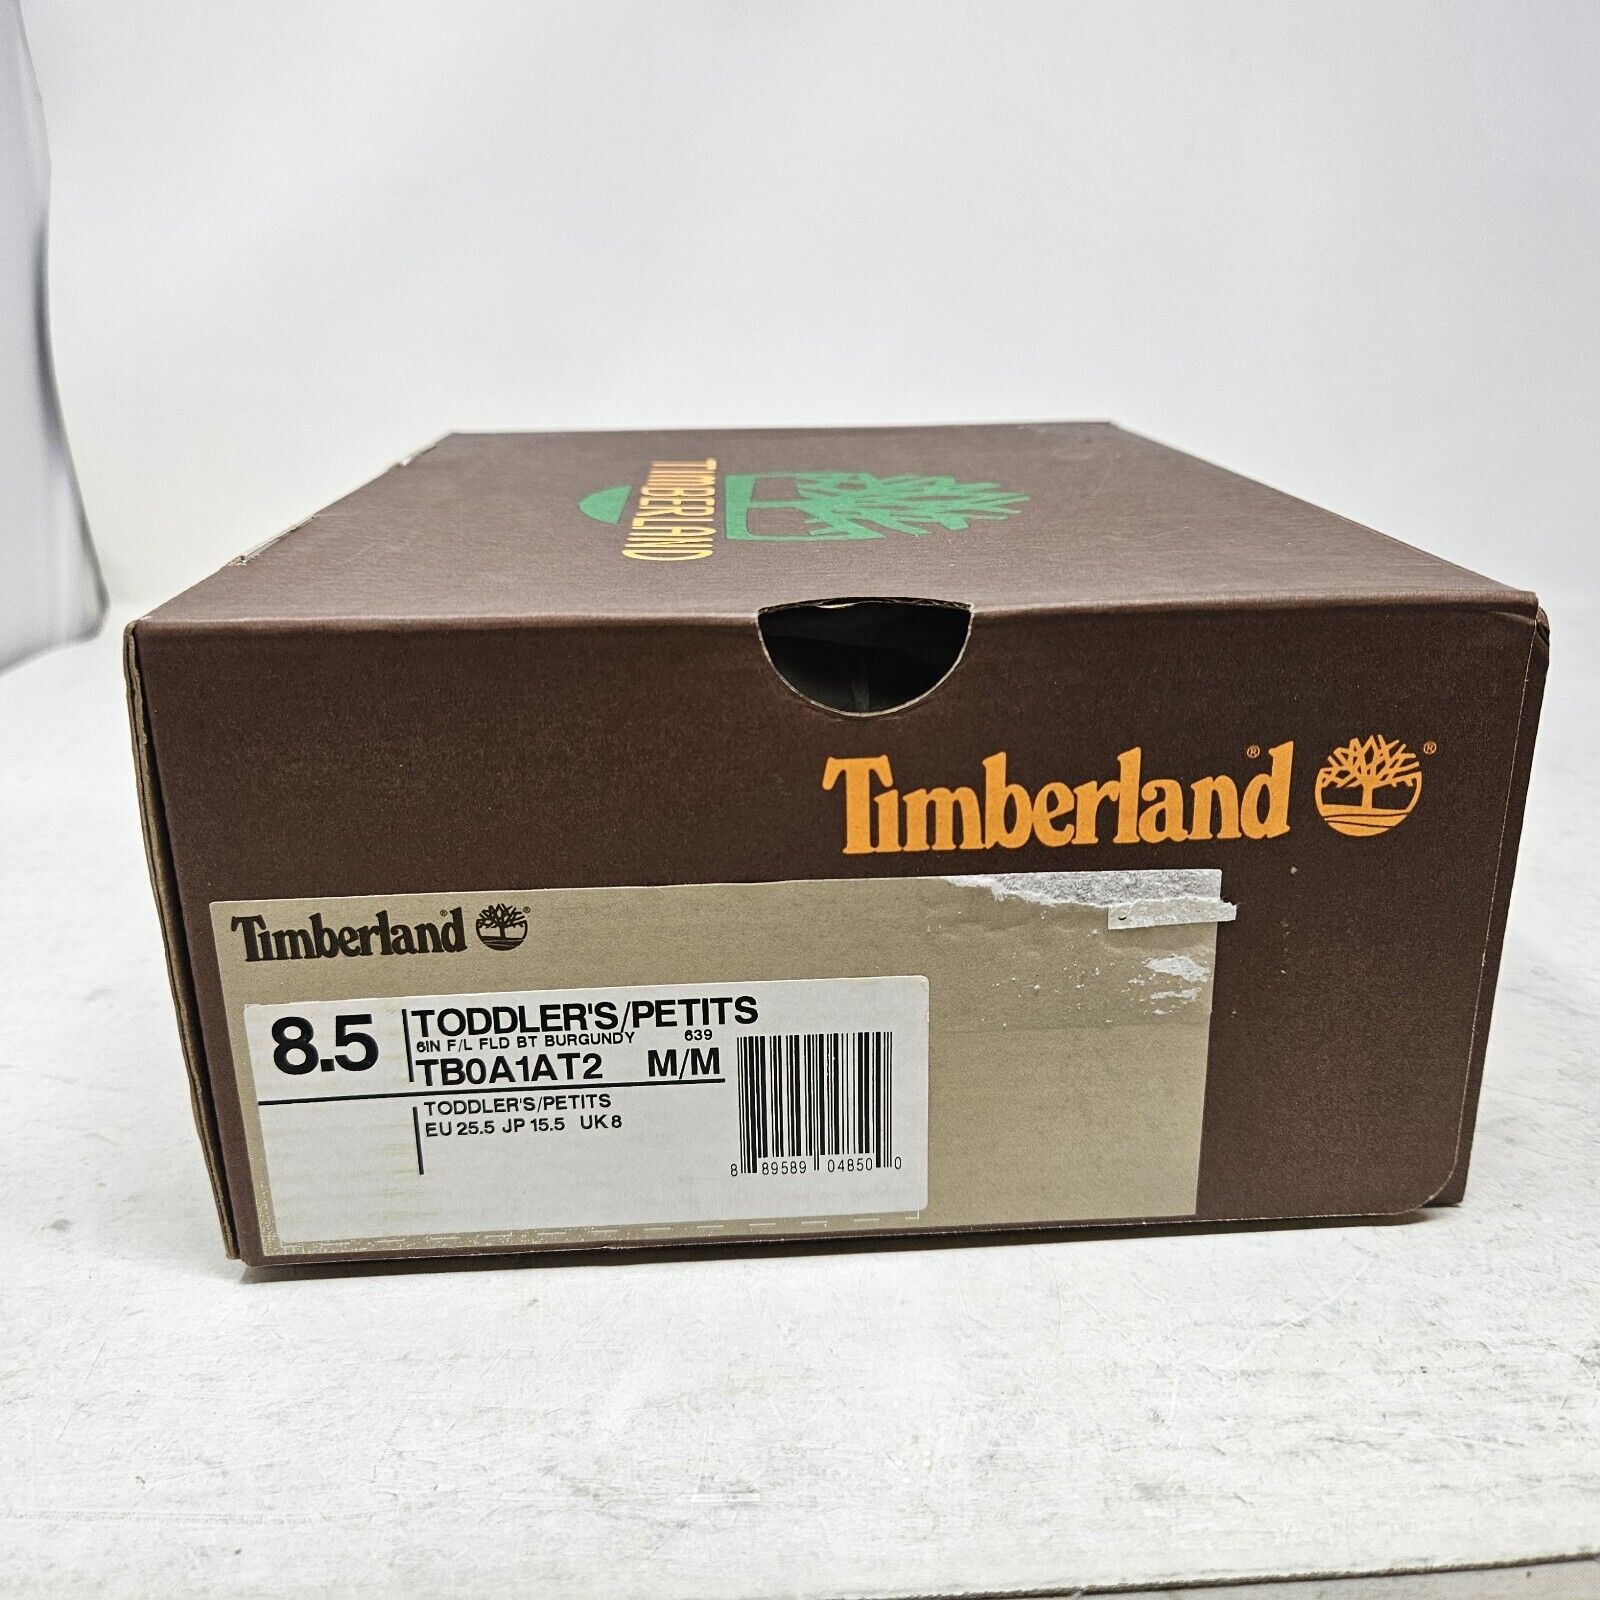 TIMBERLAND
Timberland®
®
Timberland®
®
8.5
TODDLER'S/PETITS
6IN F/L FLD BT BURGUNDY 639
TB0A1AT2 M/M
TODDLER'S/PETITS
EU 25.5 JP 15.5 UK 8
8 89589 04850 0